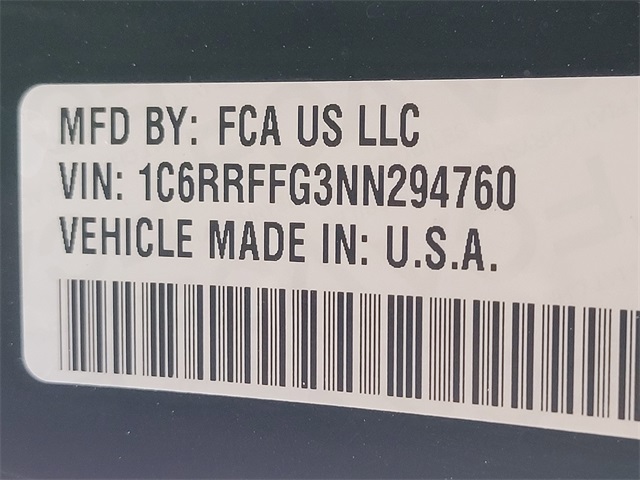 MFD BY: FCA US LLC
VIN: 1C6RRFFG3NN294760
VEHICLE MADE IN: U.S.A.